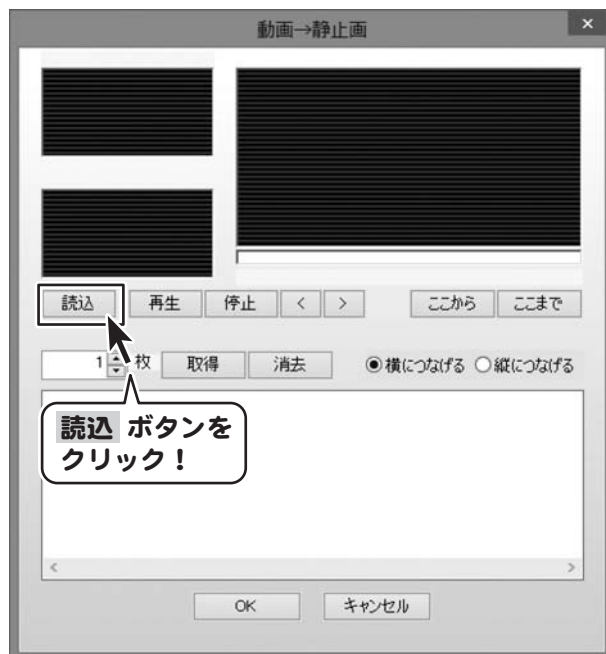 動画→静止画
×
読込 再生 停止 < > ここから ここまで
1 枚 取得 消去 横につなげる 縦につなげる
読込 ボタンを
クリック！
< >
OK キャンセル